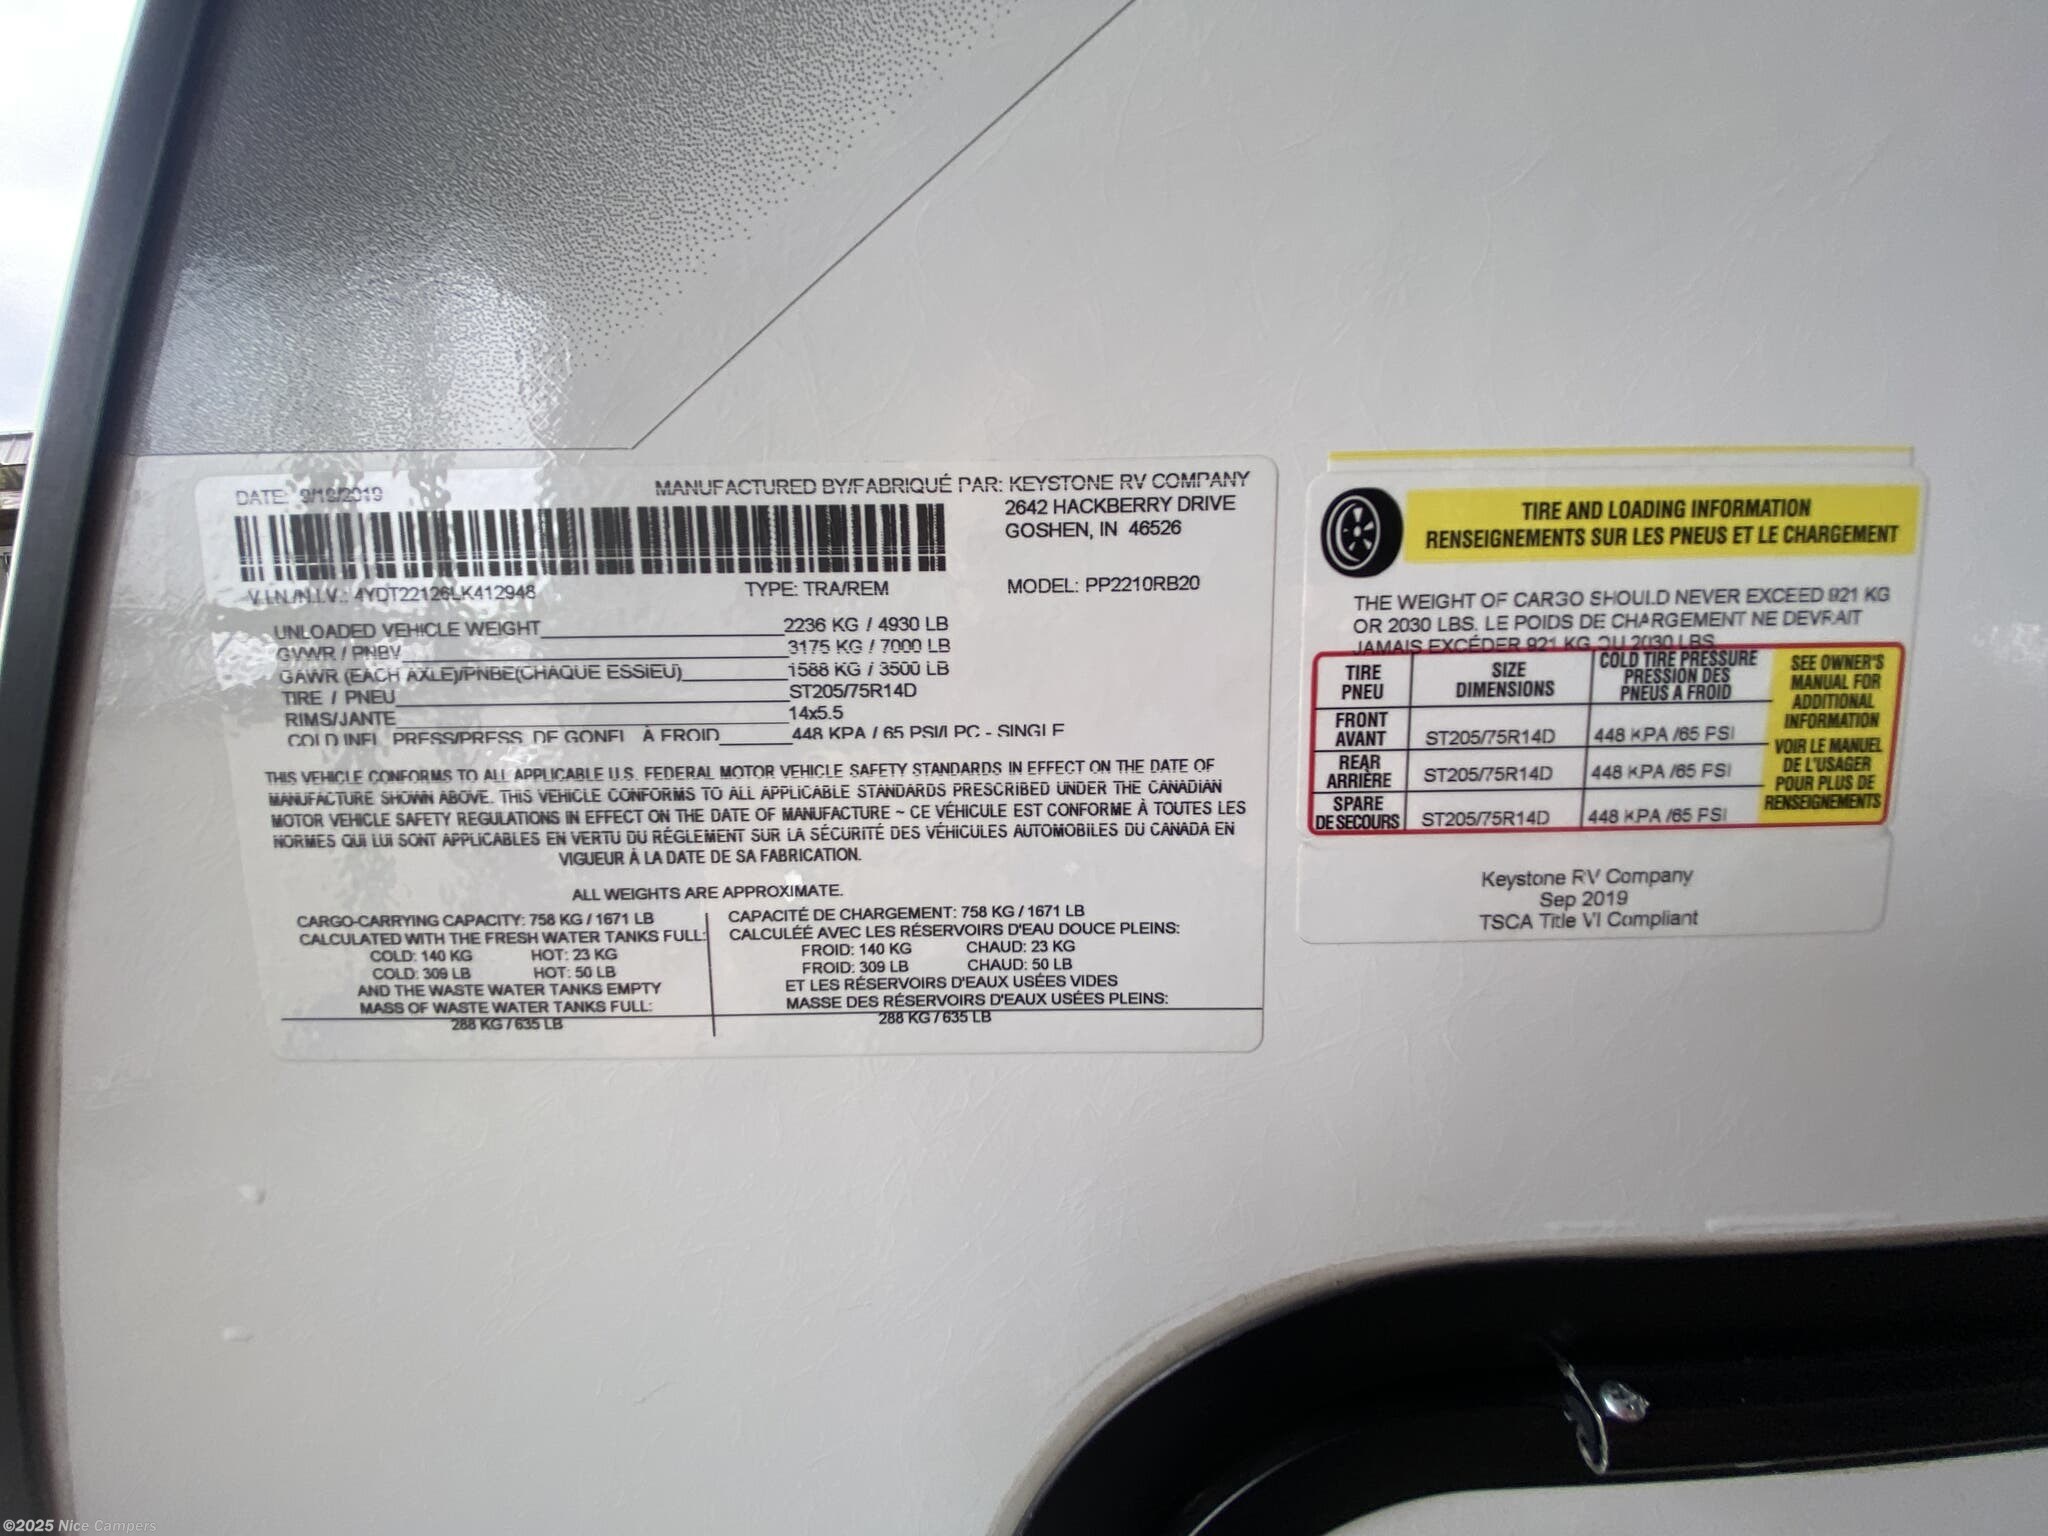 DATE: 9/19/2019
MANUFACTURED BY/FABRIQUÉ PAR: KEYSTONE RV COMPANY
2642 HACKBERRY DRIVE
GOSHEN, IN 46526
V.I.N./N.I.V.: 4YDT22126LK412948 TYPE: TRA/REM MODEL: PP2210RB20
UNLOADED VEHICLE WEIGHT 2236 KG / 4930 LB
GVWR / PNBV 3175 KG / 7000 LB
GAWR (EACH AXLE)/PNBE(CHAQUE ESSIEU) 1588 KG / 3500 LB
TIRE / PNEU ST205/75R14D
RIMS/JANTE 14x5.5
COLD INFL. PRESS/PRESS. DE GONFL. À FROID 448 KPA / 65 PSI/LPC - SINGLE
THIS VEHICLE CONFORMS TO ALL APPLICABLE U.S. FEDERAL MOTOR VEHICLE SAFETY STANDARDS IN EFFECT ON THE DATE OF
MANUFACTURE SHOWN ABOVE. THIS VEHICLE CONFORMS TO ALL APPLICABLE STANDARDS PRESCRIBED UNDER THE CANADIAN
MOTOR VEHICLE SAFETY REGULATIONS IN EFFECT ON THE DATE OF MANUFACTURE ~ CE VÉHICULE EST CONFORME À TOUTES LES
NORMES QUI LUI SONT APPLICABLES EN VERTU DU RÉGLEMENT SUR LA SÉCURITÉ DES VÉHICULES AUTOMOBILES DU CANADA EN
VIGUEUR À LA DATE DE SA FABRICATION.
ALL WEIGHTS ARE APPROXIMATE.
CARGO-CARRYING CAPACITY: 758 KG / 1671 LB
CALCULATED WITH THE FRESH WATER TANKS FULL:
COLD: 140 KG HOT: 23 KG
COLD: 309 LB HOT: 50 LB
AND THE WASTE WATER TANKS EMPTY
MASS OF WASTE WATER TANKS FULL:
288 KG / 635 LB
CAPACITÉ DE CHARGEMENT: 758 KG / 1671 LB
CALCULÉE AVEC LES RÉSERVOIRS D'EAU DOUCE PLEINS:
FROID: 140 KG CHAUD: 23 KG
FROID: 309 LB CHAUD: 50 LB
ET LES RÉSERVOIRS D'EAUX USÉES VIDES
MASSE DES RÉSERVOIRS D'EAUX USÉES PLEINS:
288 KG / 635 LB
TIRE AND LOADING INFORMATION
RENSEIGNEMENTS SUR LES PNEUS ET LE CHARGEMENT
THE WEIGHT OF CARGO SHOULD NEVER EXCEED 921 KG
OR 2030 LBS. LE POIDS DE CHARGEMENT NE DEVRAIT
JAMAIS EXCÉDER 921 KG OU 2030 LBS
TIRE
PNEU
SIZE
DIMENSIONS
COLD TIRE PRESSURE
PRESSION DES
PNEUS A FROID
FRONT
AVANT
ST205/75R14D 448 KPA /65 PSI
REAR
ARRIÈRE
ST205/75R14D 448 KPA /65 PSI
SPARE
DE SECOURS
ST205/75R14D 448 KPA /65 PSI
SEE OWNER'S
MANUAL FOR
ADDITIONAL
INFORMATION
VOIR LE MANUEL
DE L'USAGER
POUR PLUS DE
RENSEIGNEMENTS
Keystone RV Company
Sep 2019
TSCA Title VI Compliant
©2025 Nice Campers